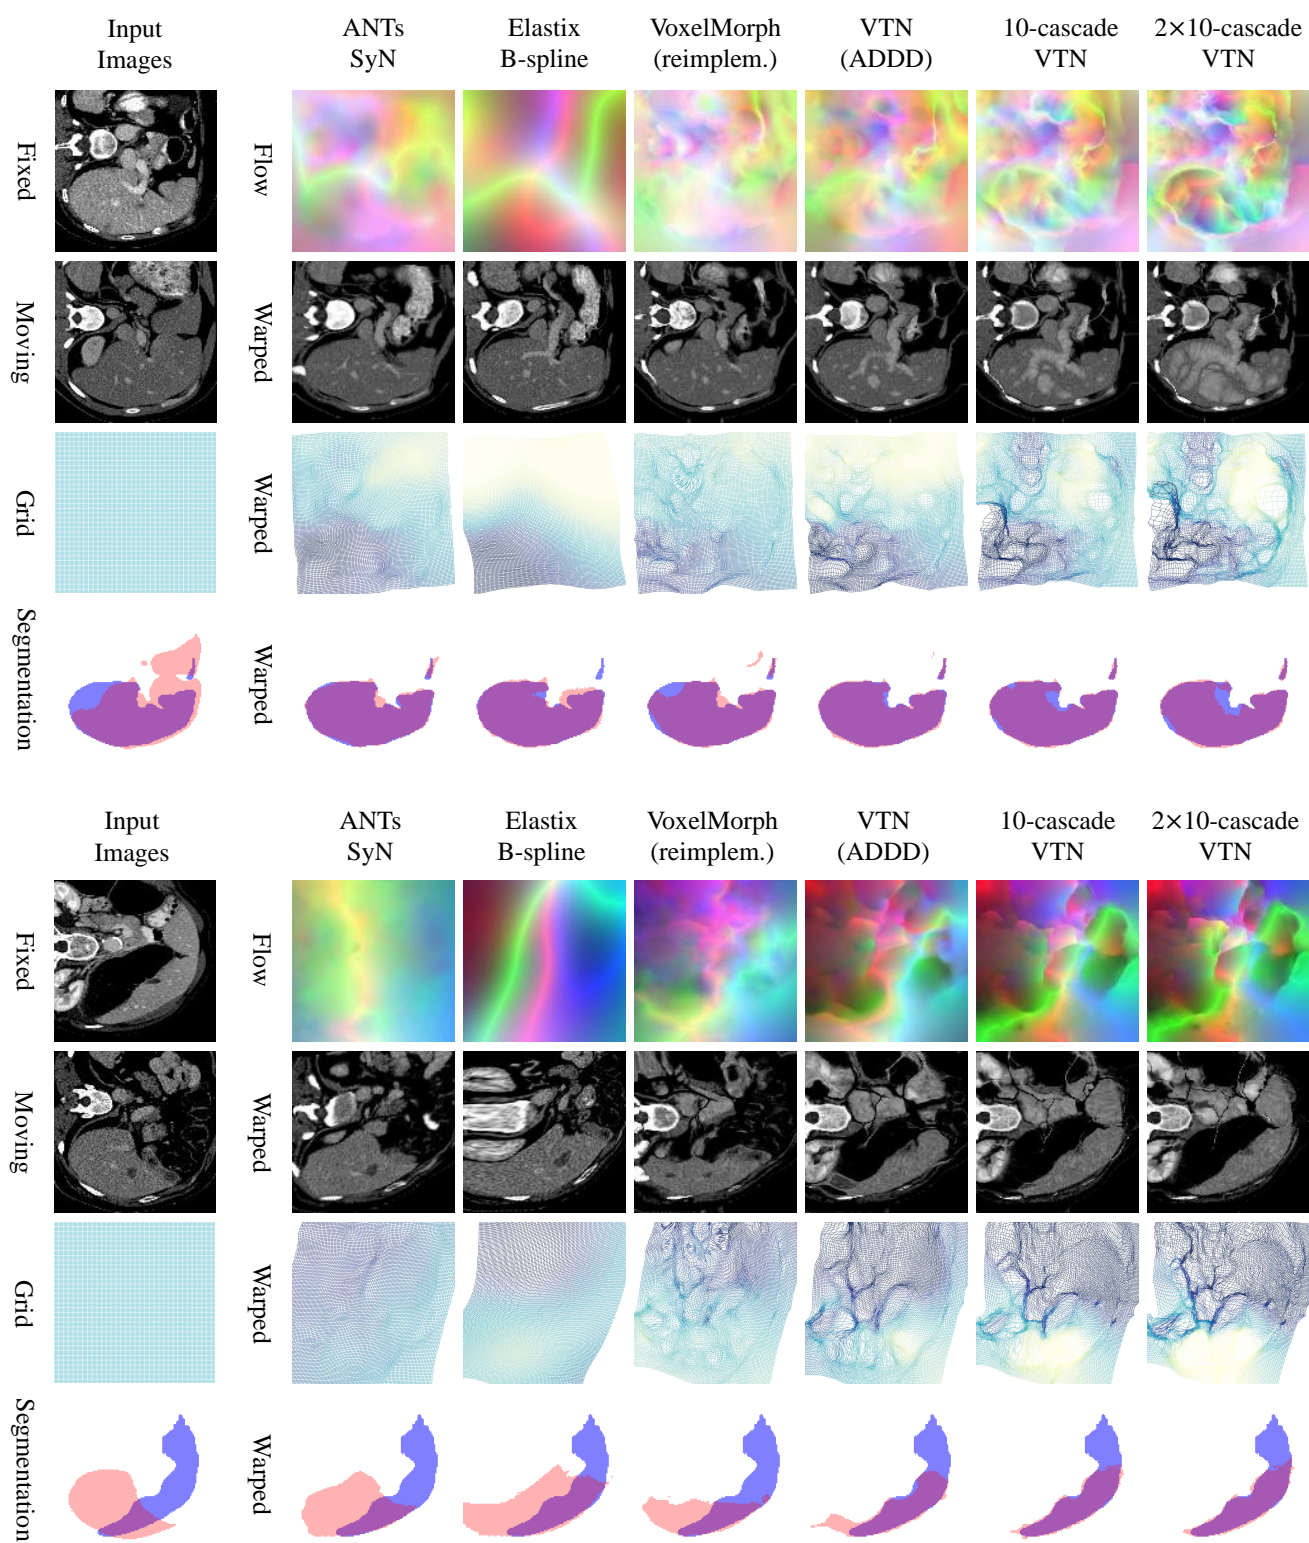 Input
Images
ANTs
SyN
Elastix
B-spline
VoxelMorph
(reimplem.)
VTN
(ADDD)
10-cascade
VTN
2×10-cascade
VTN
Fixed
Flow
Moving
Warped
Grid
Warped
Segmentation
Warped
Input
Images
ANTs
SyN
Elastix
B-spline
VoxelMorph
(reimplem.)
VTN
(ADDD)
10-cascade
VTN
2×10-cascade
VTN
Fixed
Flow
Moving
Warped
Grid
Warped
Segmentation
Warped